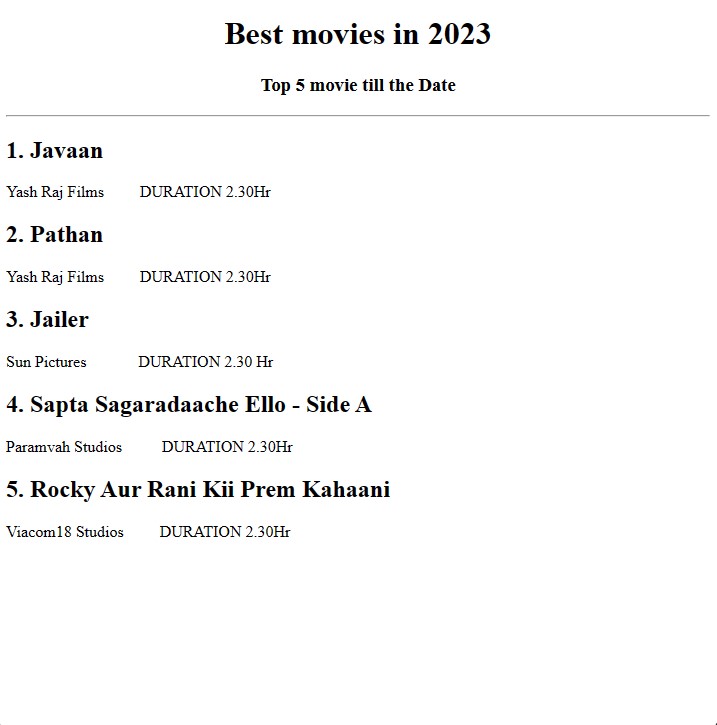 Best movies in 2023
Top 5 movie till the Date
1. Javaan
Yash Raj Films DURATION 2.30Hr
2. Pathan
Yash Raj Films DURATION 2.30Hr
3. Jailer
Sun Pictures DURATION 2.30 Hr
4. Sapta Sagaradaache Ello - Side A
Paramvah Studios DURATION 2.30Hr
5. Rocky Aur Rani Kii Prem Kahaani
Viacom18 Studios DURATION 2.30Hr